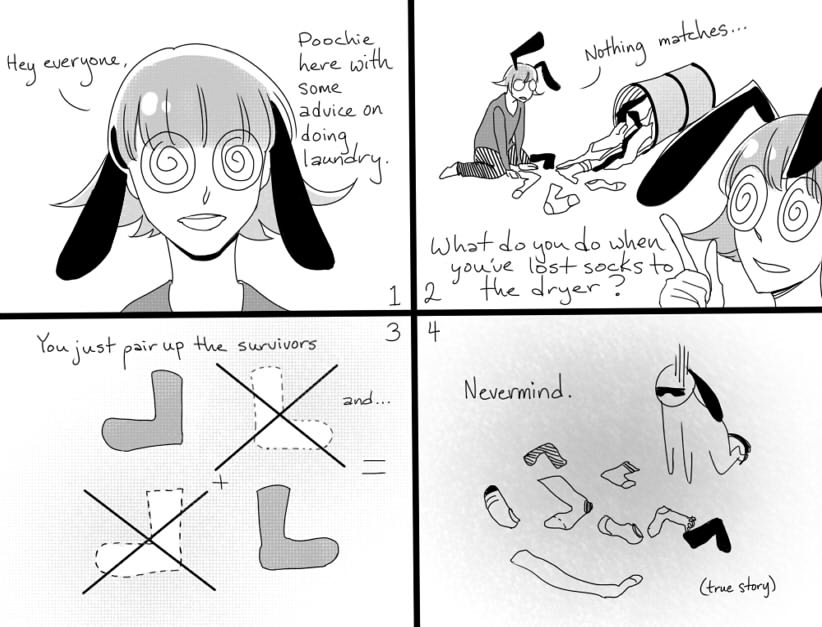 Hey everyone,
Poochie
here with
some
advice on
doing
laundry.
1
Nothing matches...
What do you do when
you've lost socks to
the dryer?
2
3
You just pair up the survivors
and...
+
=
4
Nevermind.
(true story)